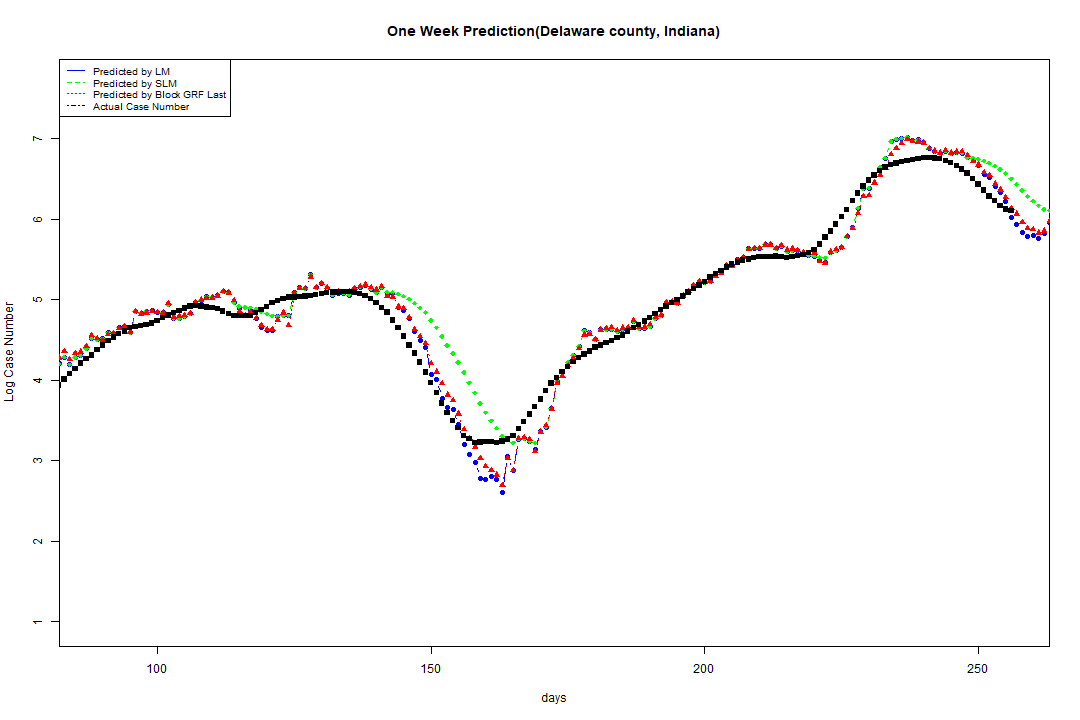 One Week Prediction(Delaware county, Indiana)
Predicted by LM
Predicted by SLM
Predicted by Block GRF Last
Actual Case Number
7
6
5
4
3
2
1
Log Case Number
100
150
200
250
days